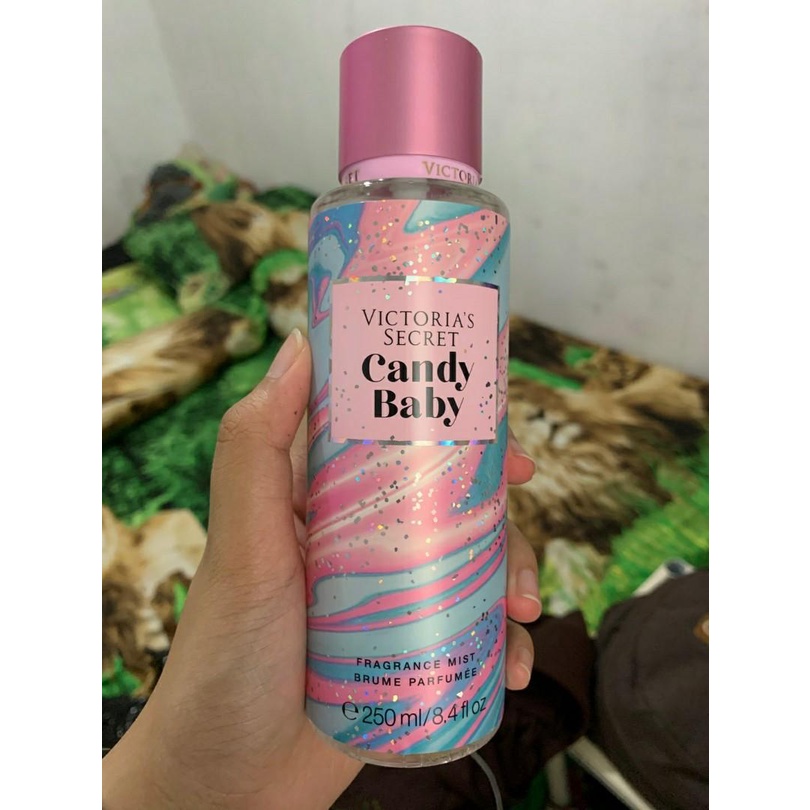 VICTORIA'S
SECRET
Candy
Baby
FRAGRANCE MIST
BRUME PARFUMÉE
℮ 250 ml/8.4 fl oz